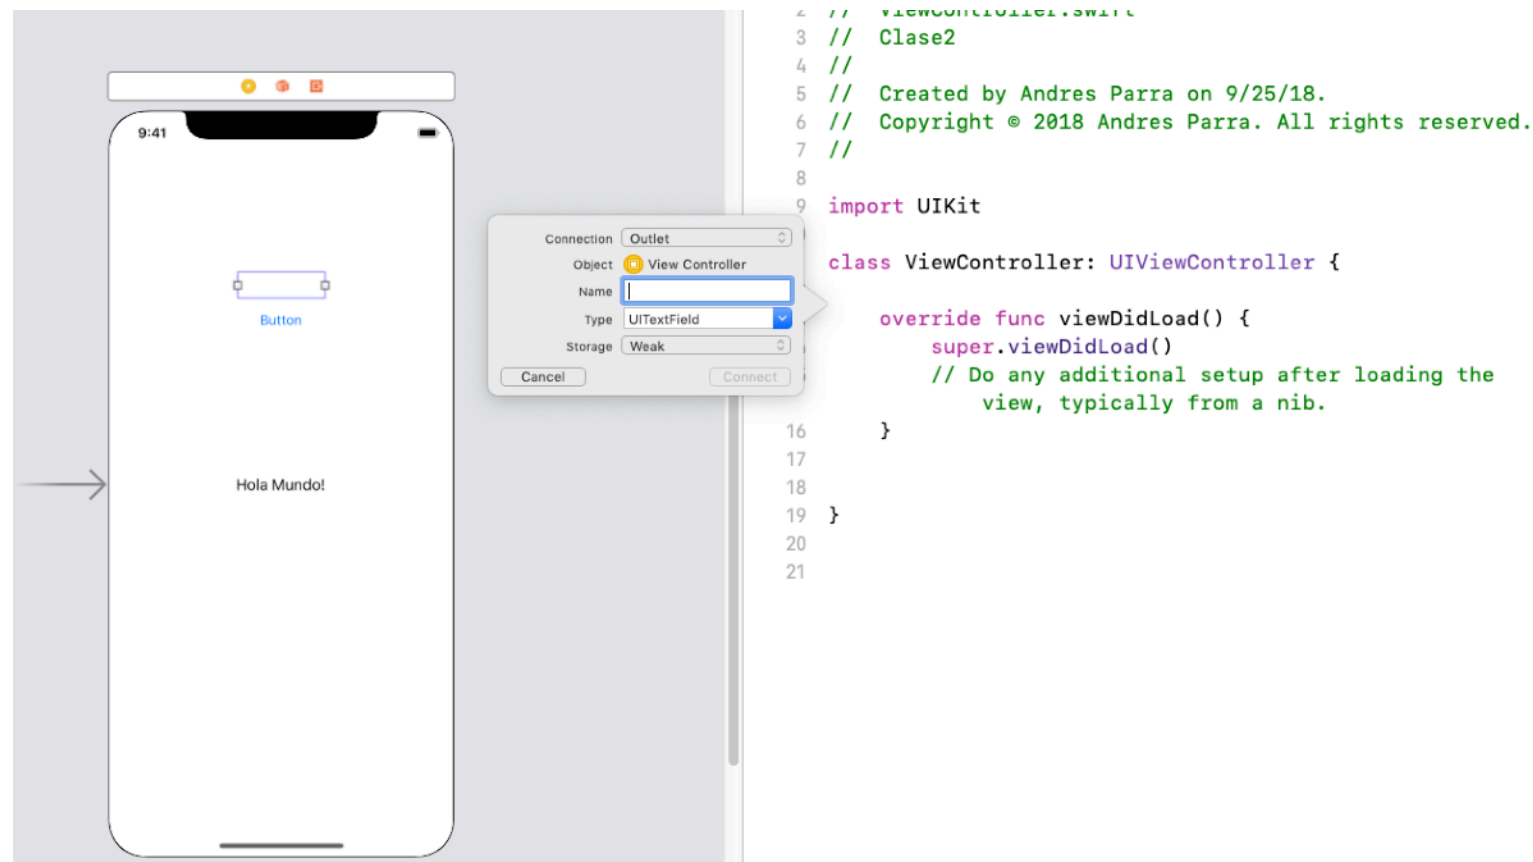 9:41
Button
Hola Mundo!
Connection Outlet
Object View Controller
Name
Type UITextField
Storage Weak
Cancel Connect
2 // ViewController.swift
3 // Clase2
4 //
5 // Created by Andres Parra on 9/25/18.
6 // Copyright © 2018 Andres Parra. All rights reserved.
7 //
8
9 import UIKit
class ViewController: UIViewController {
override func viewDidLoad() {
super.viewDidLoad()
// Do any additional setup after loading the
view, typically from a nib.
16 }
17
18
19 }
20
21